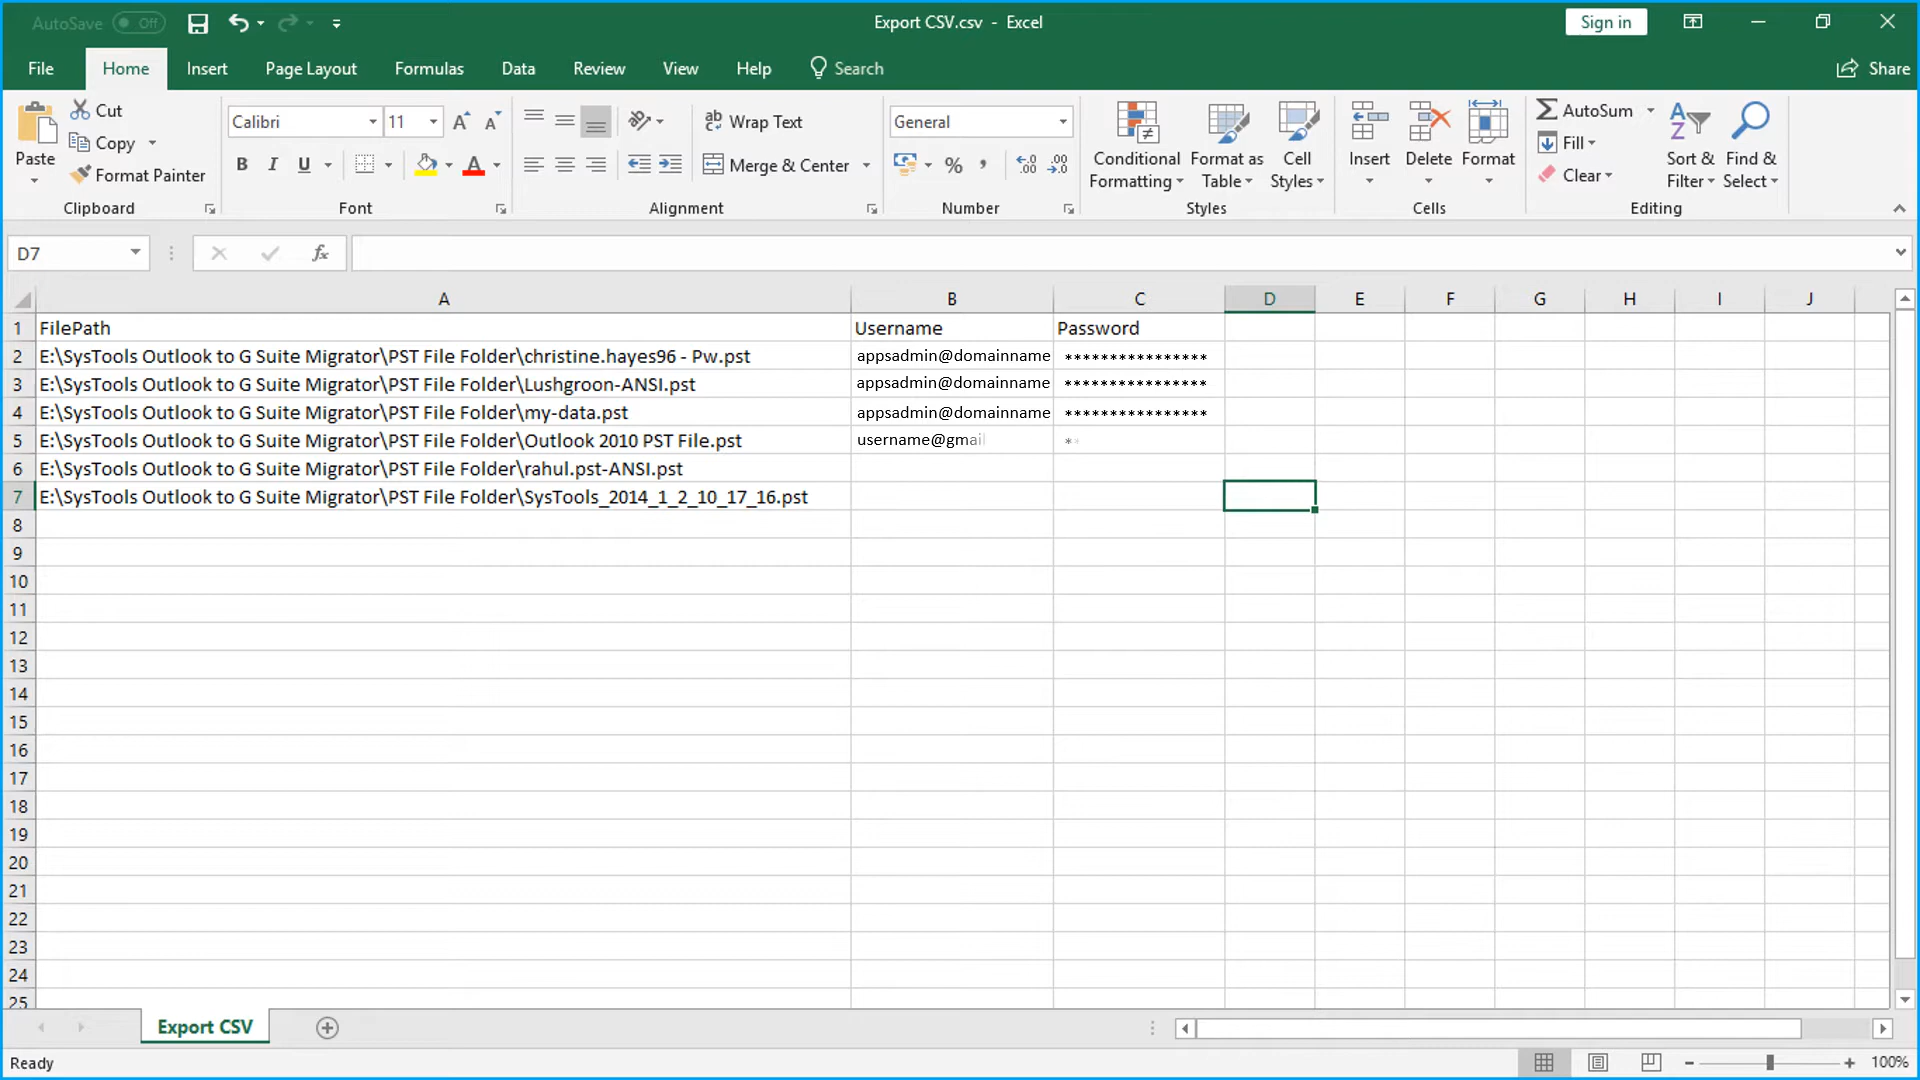 AutoSave Off
Export CSV.csv - Excel
Sign in
File Home Insert Page Layout Formulas Data Review View Help Search Share
Paste
Cut
Copy
Format Painter
Clipboard
Calibri 11
B I U A
Font
ab Wrap Text
Merge & Center
Alignment
General
% ,
Number
Conditional Formatting
Format as Table
Cell Styles
Styles
Insert Delete Format
Cells
AutoSum
Fill
Clear
Sort & Filter
Find & Select
Editing
D7 fx
A B C D E F G H I J
1 FilePath Username Password
2 E:\SysTools Outlook to G Suite Migrator\PST File Folder\christine.hayes96 - Pw.pst appsadmin@domainname ****************
3 E:\SysTools Outlook to G Suite Migrator\PST File Folder\Lushgroon-ANSI.pst appsadmin@domainname ****************
4 E:\SysTools Outlook to G Suite Migrator\PST File Folder\my-data.pst appsadmin@domainname ****************
5 E:\SysTools Outlook to G Suite Migrator\PST File Folder\Outlook 2010 PST File.pst username@gmail **
6 E:\SysTools Outlook to G Suite Migrator\PST File Folder\rahul.pst-ANSI.pst
7 E:\SysTools Outlook to G Suite Migrator\PST File Folder\SysTools_2014_1_2_10_17_16.pst
8
9
10
11
12
13
14
15
16
17
18
19
20
21
22
23
24
25
Export CSV
Ready
100%